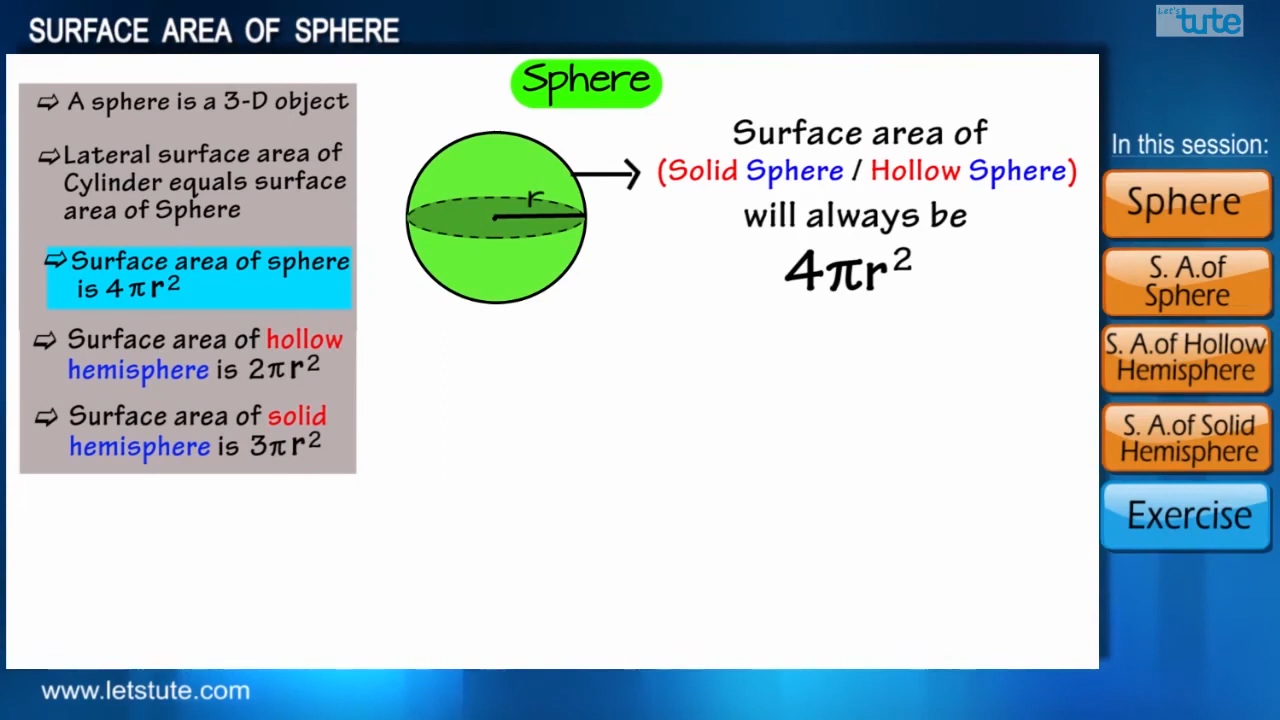 SURFACE AREA OF SPHERE
Let's
tute
⇨ A sphere is a 3-D object
⇨ Lateral surface area of
Cylinder equals surface
area of Sphere
⇨ Surface area of sphere
is 4πr²
⇨ Surface area of hollow
hemisphere is 2πr²
⇨ Surface area of solid
hemisphere is 3πr²
Sphere
r
Surface area of
(Solid Sphere / Hollow Sphere)
will always be
4πr²
In this session:
Sphere
S. A.of
Sphere
S. A.of Hollow
Hemisphere
S. A.of Solid
Hemisphere
Exercise
www.letstute.com